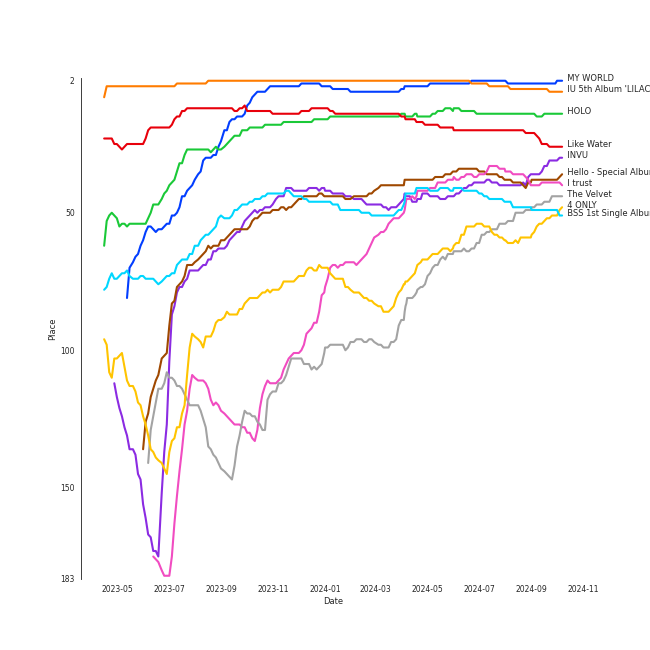 2
50
100
150
183
Place
2023-05
2023-07
2023-09
2023-11
2024-01
2024-03
2024-05
2024-07
2024-09
2024-11
Date
MY WORLD
IU 5th Album 'LILAC
HOLO
Like Water
INVU
Hello - Special Albu
I trust
The Velvet
4 ONLY
BSS 1st Single Albu